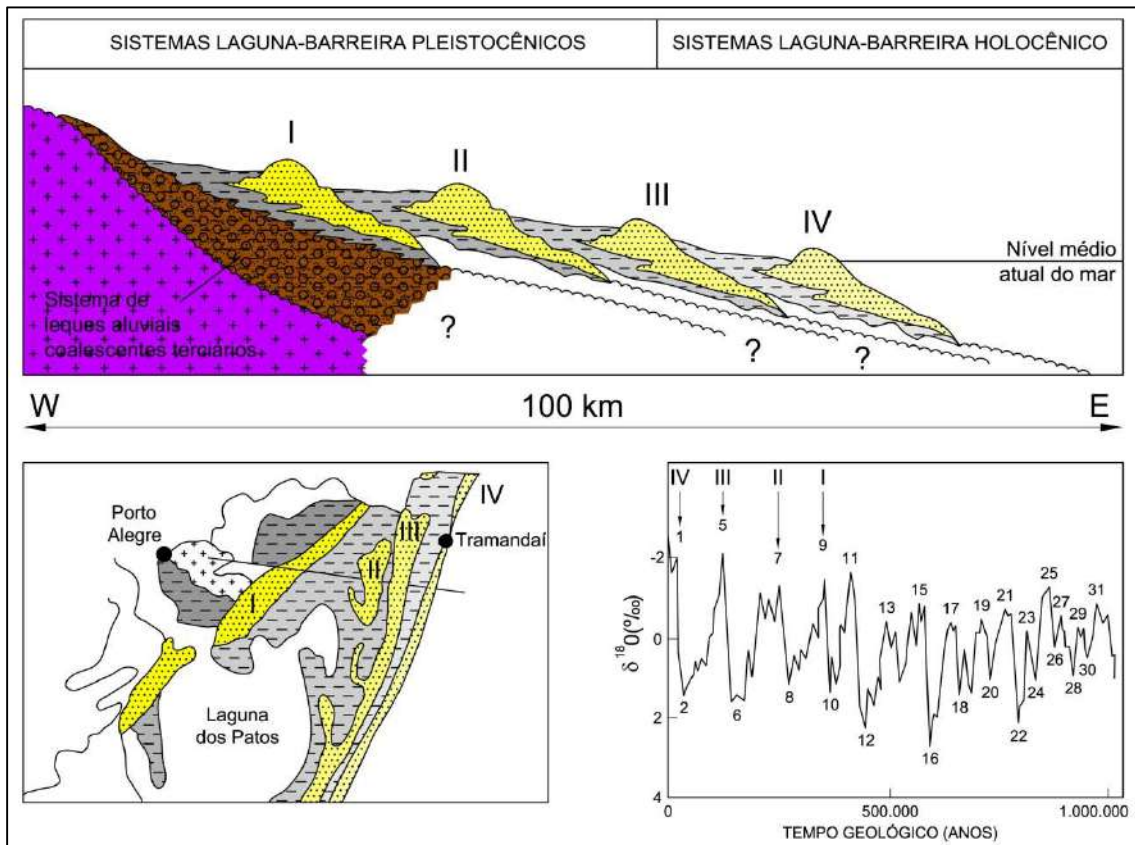 SISTEMAS LAGUNA-BARREIRA PLEISTOCÊNICOS
SISTEMAS LAGUNA-BARREIRA HOLOCÊNICO
I
II
III
IV
Nível médio
atual do mar
Sistema de
leques aluviais
coalescentes terciários
?
?
?
W
100 km
E
Porto
Alegre
IV
III
Tramandaí
II
I
Laguna
dos Patos
IV
III
II
I
1
5
7
9
11
13
15
17
19
21
23
25
27
29
31
2
6
8
10
12
16
18
20
22
24
26
28
30
δ 18O(‰)
-2
0
2
4
0
500.000
1.000.000
TEMPO GEOLÓGICO (ANOS)